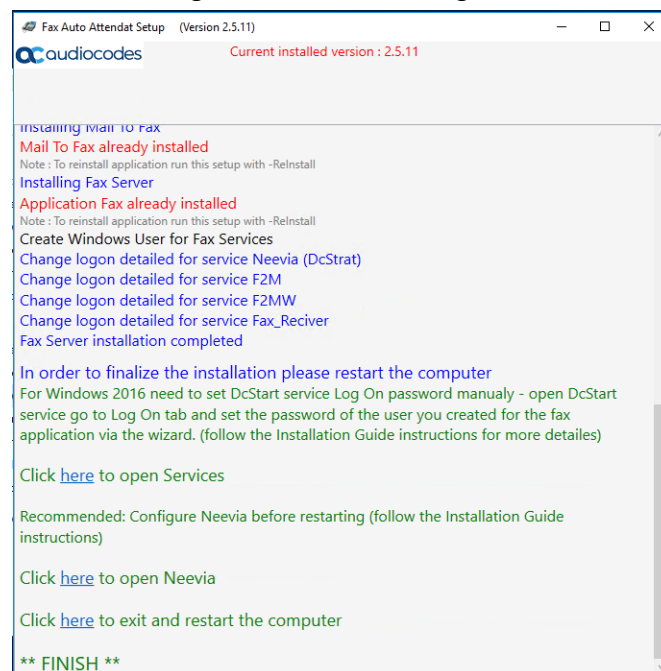 Fax Auto Attendat Setup (Version 2.5.11)
audiocodes
Current installed version : 2.5.11
Installing Mail To Fax
Mail To Fax already installed
Note : To reinstall application run this setup with -ReInstall
Installing Fax Server
Application Fax already installed
Note : To reinstall application run this setup with -ReInstall
Create Windows User for Fax Services
Change logon detailed for service Neevia (DcStrat)
Change logon detailed for service F2M
Change logon detailed for service F2MW
Change logon detailed for service Fax_Reciver
Fax Server installation completed
In order to finalize the installation please restart the computer
For Windows 2016 need to set DcStart service Log On password manualy - open DcStart
service go to Log On tab and set the password of the user you created for the fax
application via the wizard. (follow the Installation Guide instructions for more detailes)
Click here to open Services
Recommended: Configure Neevia before restarting (follow the Installation Guide
instructions)
Click here to open Neevia
Click here to exit and restart the computer
** FINISH **